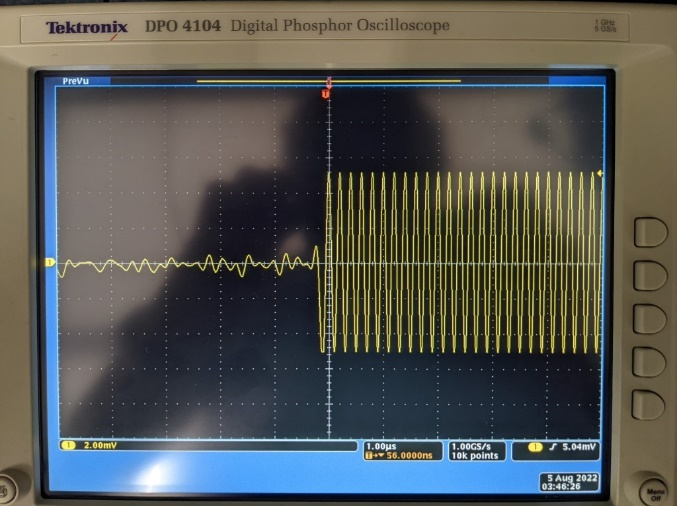 Tektronix DPO 4104 Digital Phosphor Oscilloscope
1 GHz
5 GS/s
PreVu
T
1
1 2.00mV
1.00µs
T→▼56.0000ns
1.00GS/s
10k points
1 ∫ 5.04mV
5 Aug 2022
03:46:26
Menu
Off